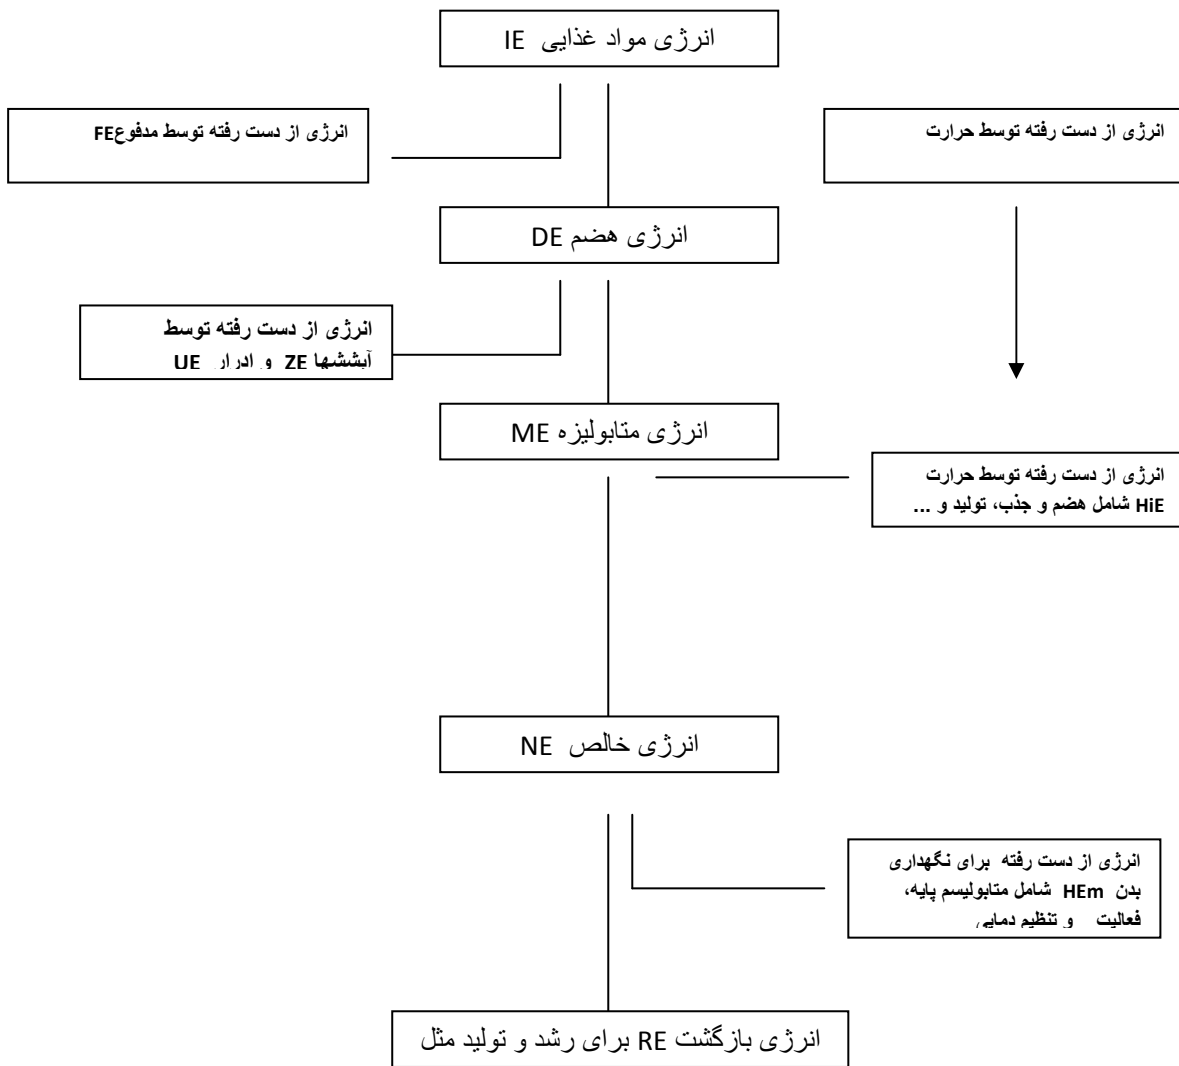 انرژی مواد غذایی IE
انرژی از دست رفته توسط مدفوعFE
انرژی از دست رفته توسط حرارت
انرژی هضم DE
انرژی از دست رفته توسط
آبششها ZE و ادرار UE
انرژی متابولیزه ME
انرژی از دست رفته توسط حرارت
HiE شامل هضم و جذب، تولید و ...
انرژی خالص NE
انرژی از دست رفته برای نگهداری
بدن HEm شامل متابولیسم پایه،
فعالیت و تنظیم دمایی
انرژی بازگشت RE برای رشد و تولید مثل